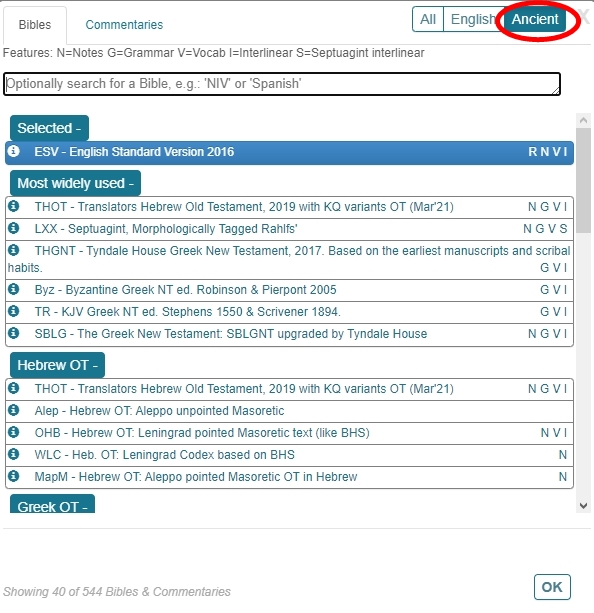 Bibles Commentaries All English Ancient X
Features: N=Notes G=Grammar V=Vocab I=Interlinear S=Septuagint interlinear
Optionally search for a Bible, e.g.: 'NIV' or 'Spanish'
Selected -
ESV - English Standard Version 2016 R N V I
Most widely used -
THOT - Translators Hebrew Old Testament, 2019 with KQ variants OT (Mar'21) N G V I
LXX - Septuagint, Morphologically Tagged Rahlfs' N G V S
THGNT - Tyndale House Greek New Testament, 2017. Based on the earliest manuscripts and scribal
habits. G V I
Byz - Byzantine Greek NT ed. Robinson & Pierpont 2005 G V I
TR - KJV Greek NT ed. Stephens 1550 & Scrivener 1894. G V I
SBLG - The Greek New Testament: SBLGNT upgraded by Tyndale House N G V I
Hebrew OT -
THOT - Translators Hebrew Old Testament, 2019 with KQ variants OT (Mar'21) N G V I
Alep - Hebrew OT: Aleppo unpointed Masoretic
OHB - Hebrew OT: Leningrad pointed Masoretic text (like BHS) N V I
WLC - Heb. OT: Leningrad Codex based on BHS N
MapM - Hebrew OT: Aleppo pointed Masoretic OT in Hebrew N
Greek OT -
Showing 40 of 544 Bibles & Commentaries OK